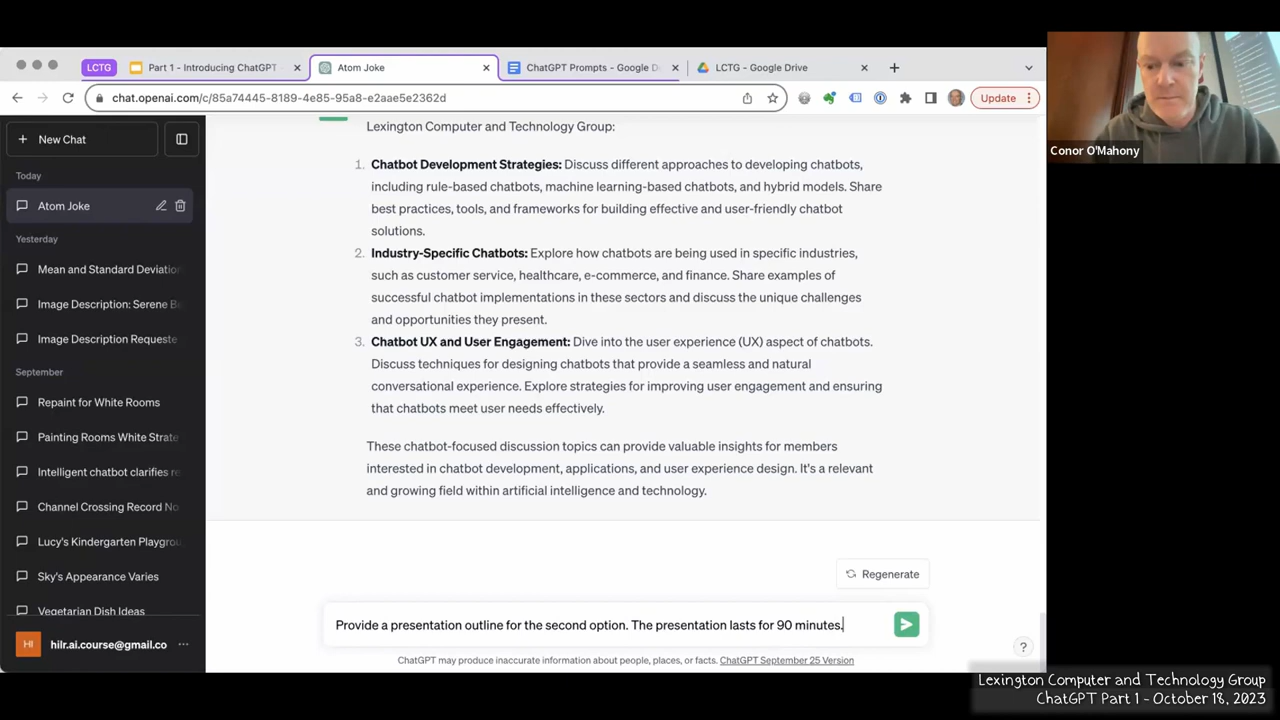 LCTG
Part 1 - Introducing ChatGPT
Atom Joke
ChatGPT Prompts - Google D
LCTG - Google Drive
chat.openai.com/c/85a74445-8189-4e85-95a8-e2aae5e2362d
Update
Conor O'Mahony
New Chat
Today
Atom Joke
Yesterday
Mean and Standard Deviation
Image Description: Serene B
Image Description Requeste
September
Repaint for White Rooms
Painting Rooms White Strate
Intelligent chatbot clarifies re
Channel Crossing Record No
Lucy's Kindergarten Playgrou
Sky's Appearance Varies
Vegetarian Dish Ideas
HI
hilr.ai.course@gmail.co
Lexington Computer and Technology Group:
1. Chatbot Development Strategies: Discuss different approaches to developing chatbots,
including rule-based chatbots, machine learning-based chatbots, and hybrid models. Share
best practices, tools, and frameworks for building effective and user-friendly chatbot
solutions.
2. Industry-Specific Chatbots: Explore how chatbots are being used in specific industries,
such as customer service, healthcare, e-commerce, and finance. Share examples of
successful chatbot implementations in these sectors and discuss the unique challenges
and opportunities they present.
3. Chatbot UX and User Engagement: Dive into the user experience (UX) aspect of chatbots.
Discuss techniques for designing chatbots that provide a seamless and natural
conversational experience. Explore strategies for improving user engagement and ensuring
that chatbots meet user needs effectively.
These chatbot-focused discussion topics can provide valuable insights for members
interested in chatbot development, applications, and user experience design. It's a relevant
and growing field within artificial intelligence and technology.
Regenerate
Provide a presentation outline for the second option. The presentation lasts for 90 minutes.
ChatGPT may produce inaccurate information about people, places, or facts. ChatGPT September 25 Version
?
Lexington Computer and Technology Group
ChatGPT Part 1 - October 18, 2023